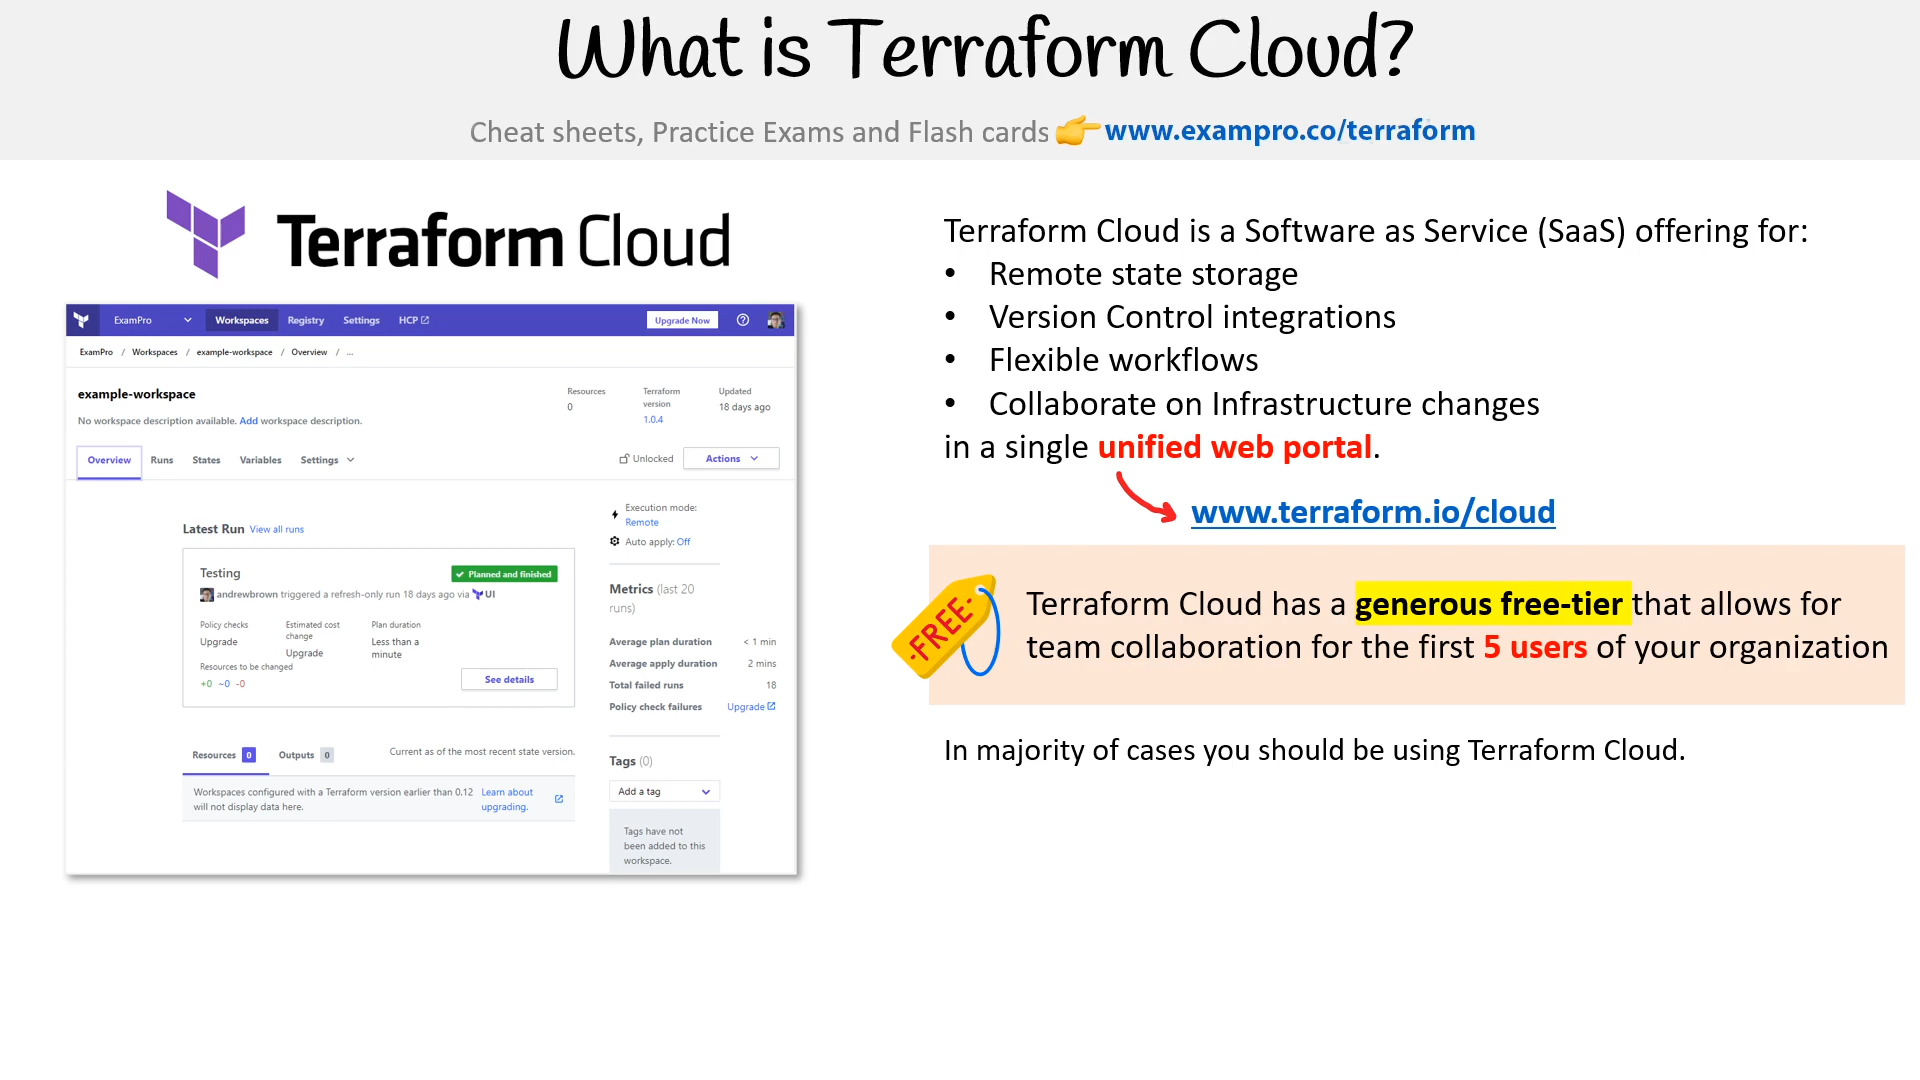 What is Terraform Cloud?
Cheat sheets, Practice Exams and Flash cards 👉 www.exampro.co/terraform
Terraform Cloud
ExamPro Workspaces Registry Settings HCP Upgrade Now
ExamPro / Workspaces / example-workspace / Overview / ...
example-workspace
No workspace description available. Add workspace description.
Resources
0
Terraform
version
1.0.4
Updated
18 days ago
Overview Runs States Variables Settings
Unlocked Actions
Latest Run View all runs
Testing
Planned and finished
andrewbrown triggered a refresh-only run 18 days ago via UI
Policy checks
Upgrade
Estimated cost
change
Upgrade
Plan duration
Less than a
minute
Resources to be changed
+0 ~0 -0
See details
Resources 0 Outputs 0 Current as of the most recent state version.
Workspaces configured with a Terraform version earlier than 0.12
will not display data here.
Learn about
upgrading.
Execution mode:
Remote
Auto apply: Off
Metrics (last 20
runs)
Average plan duration < 1 min
Average apply duration 2 mins
Total failed runs 18
Policy check failures Upgrade
Tags (0)
Add a tag
Tags have not
been added to this
workspace.
Terraform Cloud is a Software as Service (SaaS) offering for:
• Remote state storage
• Version Control integrations
• Flexible workflows
• Collaborate on Infrastructure changes
in a single unified web portal.
www.terraform.io/cloud
·FREE·
Terraform Cloud has a generous free-tier that allows for
team collaboration for the first 5 users of your organization
In majority of cases you should be using Terraform Cloud.